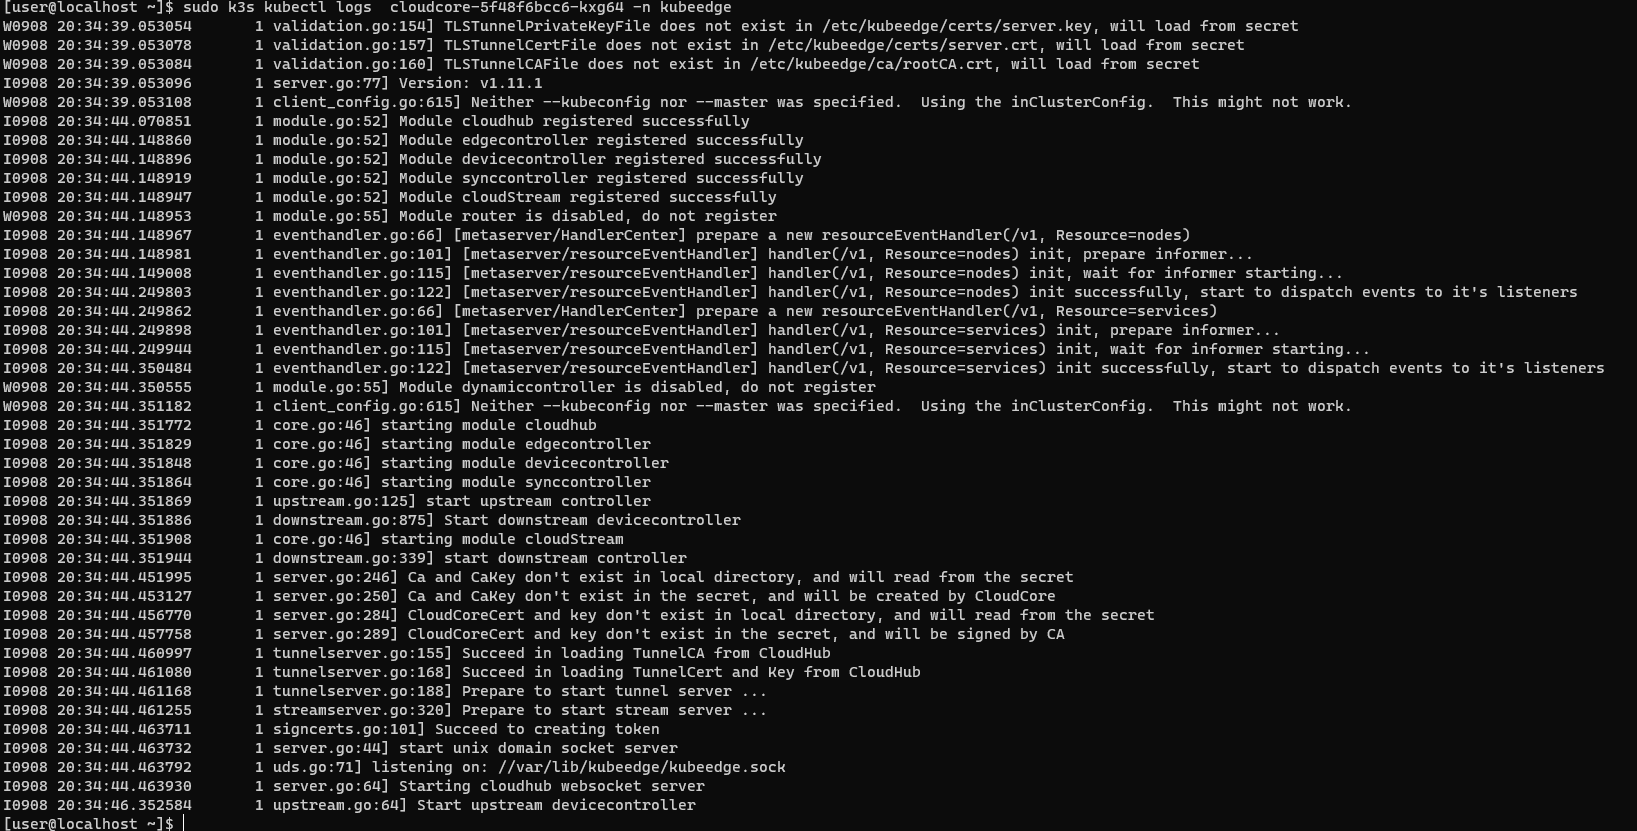 [user@localhost ~]$ sudo k3s kubectl logs  cloudcore-5f48f6bcc6-kxg64 -n kubeedge
W0908 20:34:39.053054       1 validation.go:154] TLSTunnelPrivateKeyFile does not exist in /etc/kubeedge/certs/server.key, will load from secret
W0908 20:34:39.053078       1 validation.go:157] TLSTunnelCertFile does not exist in /etc/kubeedge/certs/server.crt, will load from secret
W0908 20:34:39.053084       1 validation.go:160] TLSTunnelCAFile does not exist in /etc/kubeedge/ca/rootCA.crt, will load from secret
I0908 20:34:39.053096       1 server.go:77] Version: v1.11.1
W0908 20:34:39.053108       1 client_config.go:615] Neither --kubeconfig nor --master was specified.  Using the inClusterConfig.  This might not work.
I0908 20:34:44.070851       1 module.go:52] Module cloudhub registered successfully
I0908 20:34:44.148860       1 module.go:52] Module edgecontroller registered successfully
I0908 20:34:44.148896       1 module.go:52] Module devicecontroller registered successfully
I0908 20:34:44.148919       1 module.go:52] Module synccontroller registered successfully
I0908 20:34:44.148947       1 module.go:52] Module cloudStream registered successfully
W0908 20:34:44.148953       1 module.go:55] Module router is disabled, do not register
I0908 20:34:44.148967       1 eventhandler.go:66] [metaserver/HandlerCenter] prepare a new resourceEventHandler(/v1, Resource=nodes)
I0908 20:34:44.148981       1 eventhandler.go:101] [metaserver/resourceEventHandler] handler(/v1, Resource=nodes) init, prepare informer...
I0908 20:34:44.149008       1 eventhandler.go:115] [metaserver/resourceEventHandler] handler(/v1, Resource=nodes) init, wait for informer starting...
I0908 20:34:44.249803       1 eventhandler.go:122] [metaserver/resourceEventHandler] handler(/v1, Resource=nodes) init successfully, start to dispatch events to it's listeners
I0908 20:34:44.249862       1 eventhandler.go:66] [metaserver/HandlerCenter] prepare a new resourceEventHandler(/v1, Resource=services)
I0908 20:34:44.249898       1 eventhandler.go:101] [metaserver/resourceEventHandler] handler(/v1, Resource=services) init, prepare informer...
I0908 20:34:44.249944       1 eventhandler.go:115] [metaserver/resourceEventHandler] handler(/v1, Resource=services) init, wait for informer starting...
I0908 20:34:44.350484       1 eventhandler.go:122] [metaserver/resourceEventHandler] handler(/v1, Resource=services) init successfully, start to dispatch events to it's listeners
W0908 20:34:44.350555       1 module.go:55] Module dynamiccontroller is disabled, do not register
W0908 20:34:44.351182       1 client_config.go:615] Neither --kubeconfig nor --master was specified.  Using the inClusterConfig.  This might not work.
I0908 20:34:44.351772       1 core.go:46] starting module cloudhub
I0908 20:34:44.351829       1 core.go:46] starting module edgecontroller
I0908 20:34:44.351848       1 core.go:46] starting module devicecontroller
I0908 20:34:44.351864       1 core.go:46] starting module synccontroller
I0908 20:34:44.351869       1 upstream.go:125] start upstream controller
I0908 20:34:44.351886       1 downstream.go:875] Start downstream devicecontroller
I0908 20:34:44.351908       1 core.go:46] starting module cloudStream
I0908 20:34:44.351944       1 downstream.go:339] start downstream controller
I0908 20:34:44.451995       1 server.go:246] Ca and CaKey don't exist in local directory, and will read from the secret
I0908 20:34:44.453127       1 server.go:250] Ca and CaKey don't exist in the secret, and will be created by CloudCore
I0908 20:34:44.456770       1 server.go:284] CloudCoreCert and key don't exist in local directory, and will read from the secret
I0908 20:34:44.457758       1 server.go:289] CloudCoreCert and key don't exist in the secret, and will be signed by CA
I0908 20:34:44.460997       1 tunnelserver.go:155] Succeed in loading TunnelCA from CloudHub
I0908 20:34:44.461080       1 tunnelserver.go:168] Succeed in loading TunnelCert and Key from CloudHub
I0908 20:34:44.461168       1 tunnelserver.go:188] Prepare to start tunnel server ...
I0908 20:34:44.461255       1 streamserver.go:320] Prepare to start stream server ...
I0908 20:34:44.463711       1 signcerts.go:101] Succeed to creating token
I0908 20:34:44.463732       1 server.go:44] start unix domain socket server
I0908 20:34:44.463792       1 uds.go:71] listening on: //var/lib/kubeedge/kubeedge.sock
I0908 20:34:44.463930       1 server.go:64] Starting cloudhub websocket server
I0908 20:34:46.352584       1 upstream.go:64] Start upstream devicecontroller
[user@localhost ~]$